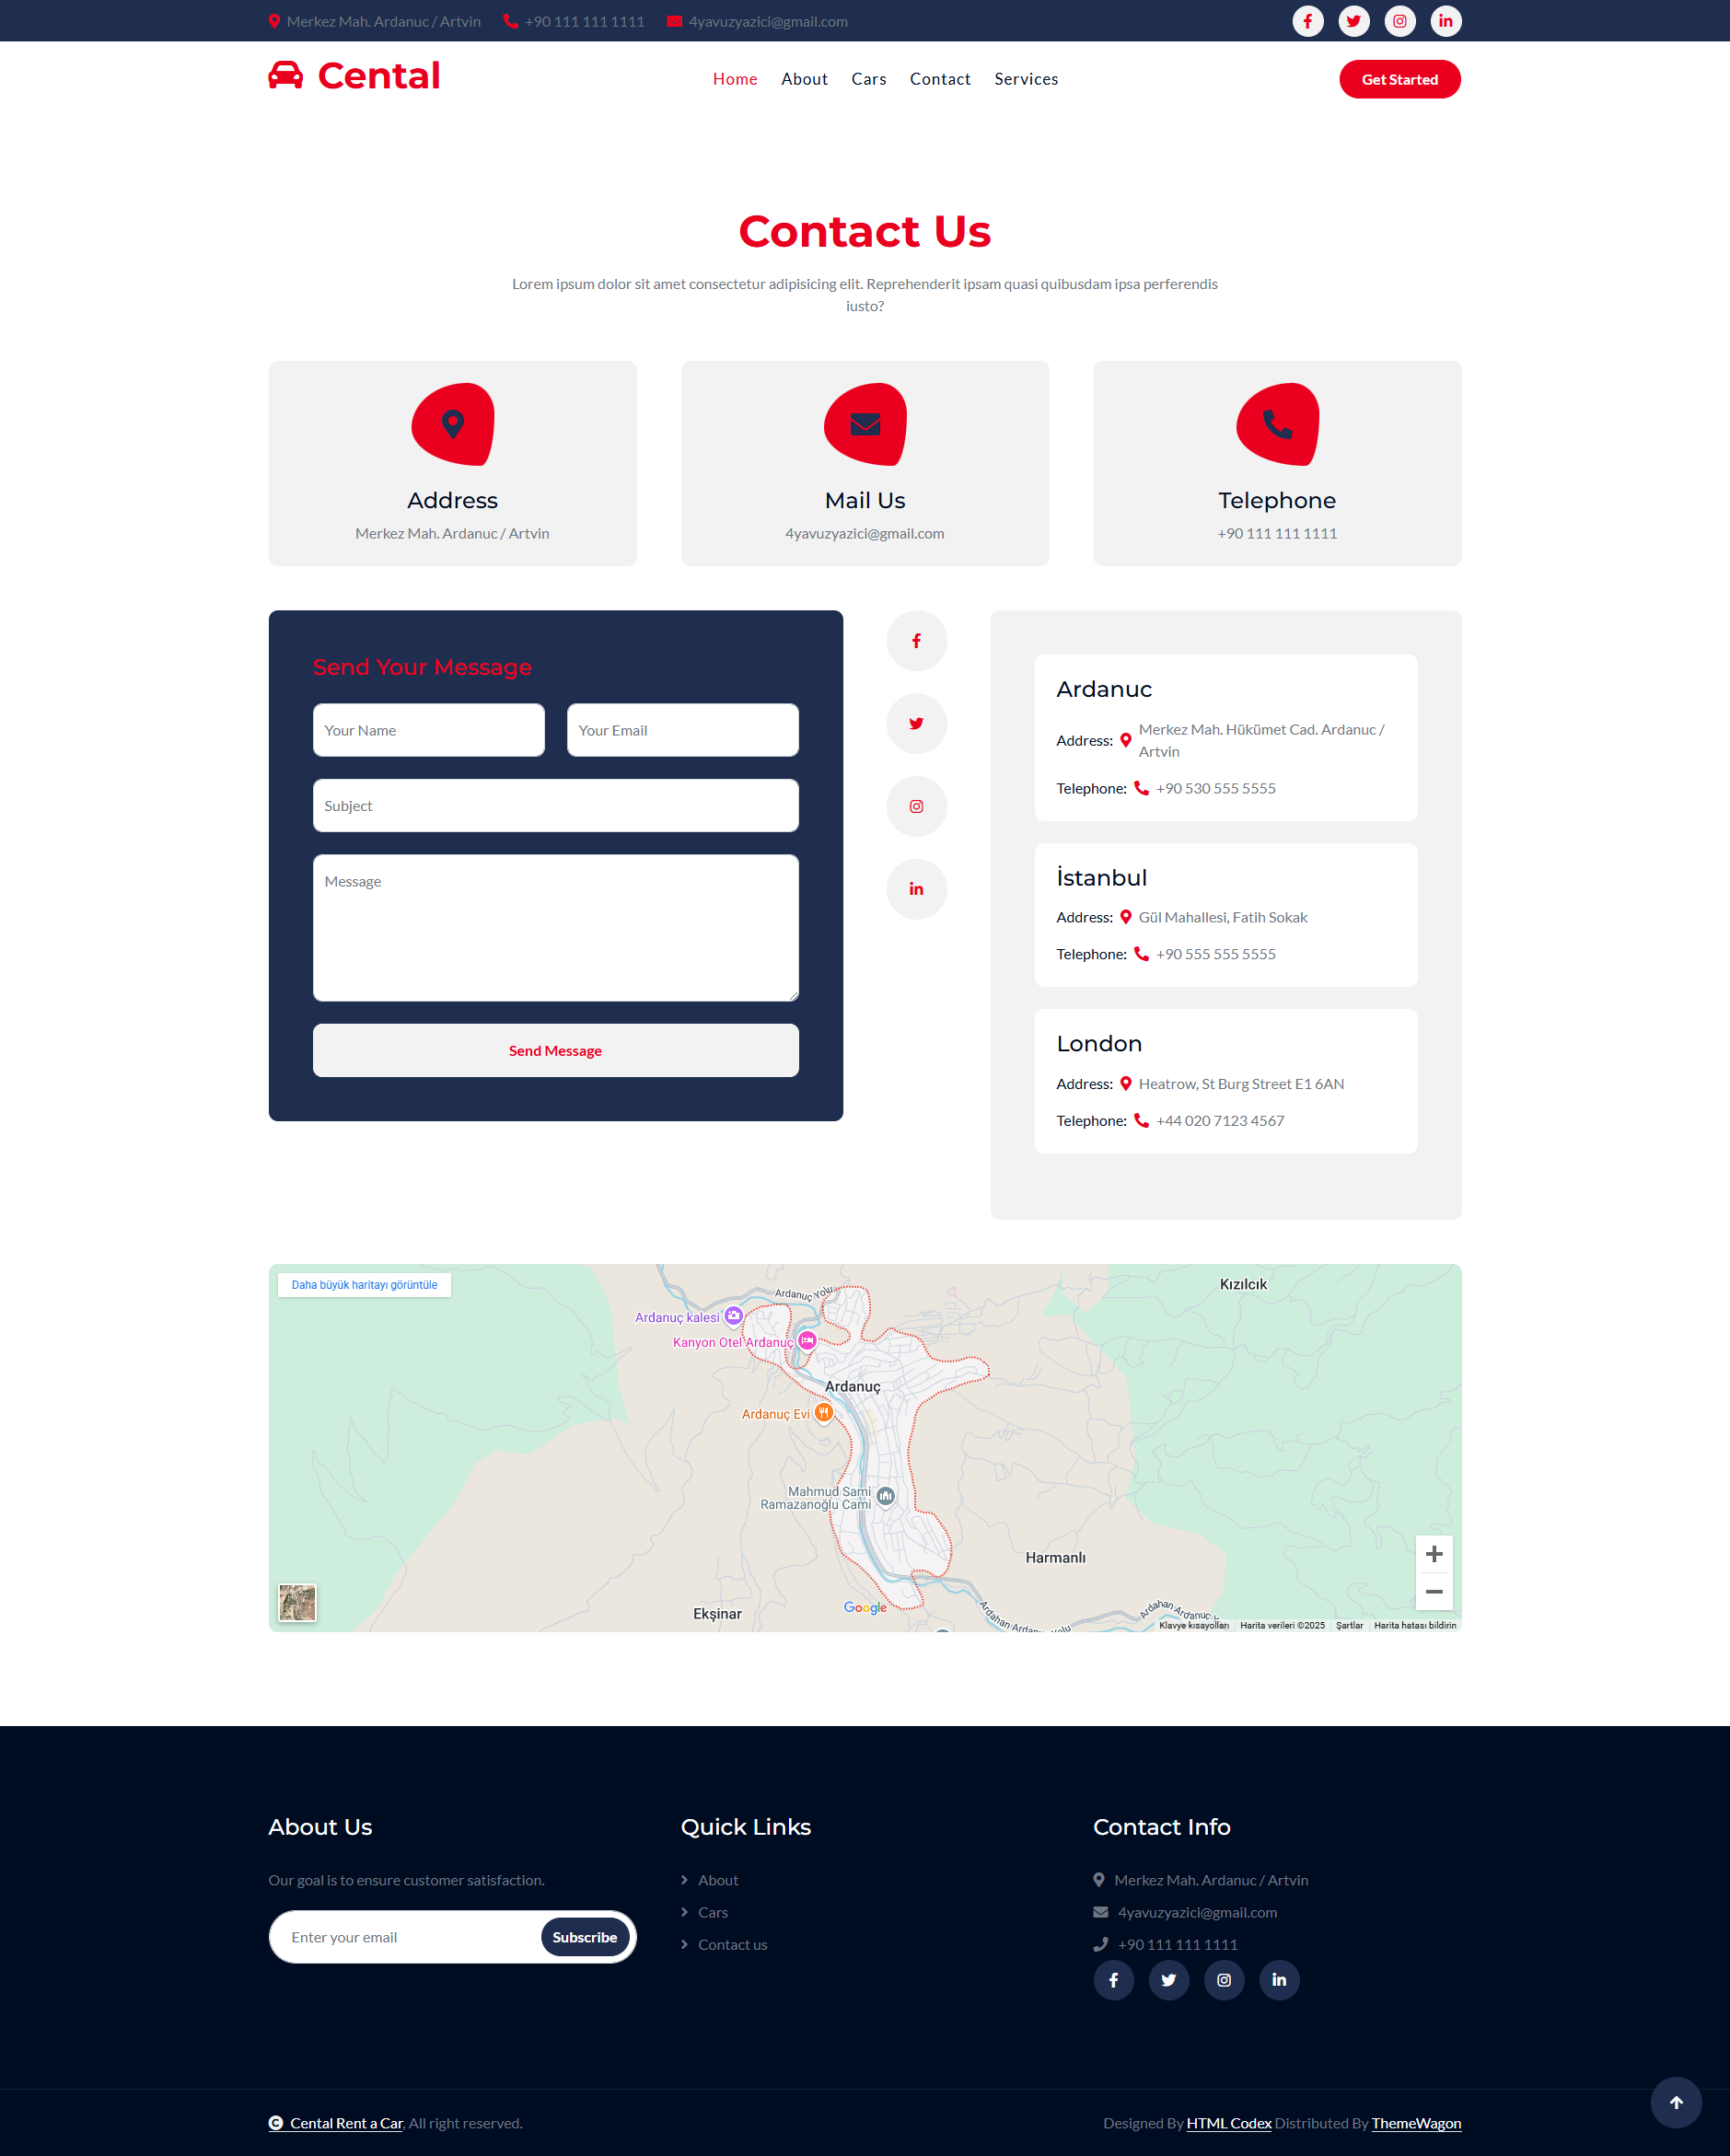 Merkez Mah. Ardanuc / Artvin +90 111 111 1111 4yavuzyazici@gmail.com
Cental Home About Cars Contact Services Get Started
Contact Us
Lorem ipsum dolor sit amet consectetur adipisicing elit. Reprehenderit ipsam quasi quibusdam ipsa perferendis
iusto?
Address
Merkez Mah. Ardanuc / Artvin
Mail Us
4yavuzyazici@gmail.com
Telephone
+90 111 111 1111
Send Your Message
Your Name Your Email
Subject
Message
Send Message
Ardanuc
Address: Merkez Mah. Hükümet Cad. Ardanuc /
Artvin
Telephone: +90 530 555 5555
İstanbul
Address: Gül Mahallesi, Fatih Sokak
Telephone: +90 555 555 5555
London
Address: Heatrow, St Burg Street E1 6AN
Telephone: +44 020 7123 4567
Daha büyük haritayı görüntüle
Kızılcık
Ardanuç Yolu
Ardanuç kalesi
Kanyon Otel Ardanuç
Ardanuç
Ardanuç Evi
Mahmud Sami
Ramazanoğlu Cami
Harmanlı
Ekşinar
Google
Ardahan Ardanuç Yolu
Ardahan Ardanuç
Klavye kısayolları Harita verileri ©2025 Şartlar Harita hatası bildirin
About Us
Our goal is to ensure customer satisfaction.
Enter your email Subscribe
Quick Links
About
Cars
Contact us
Contact Info
Merkez Mah. Ardanuc / Artvin
4yavuzyazici@gmail.com
+90 111 111 1111
Cental Rent a Car, All right reserved.
Designed By HTML Codex Distributed By ThemeWagon